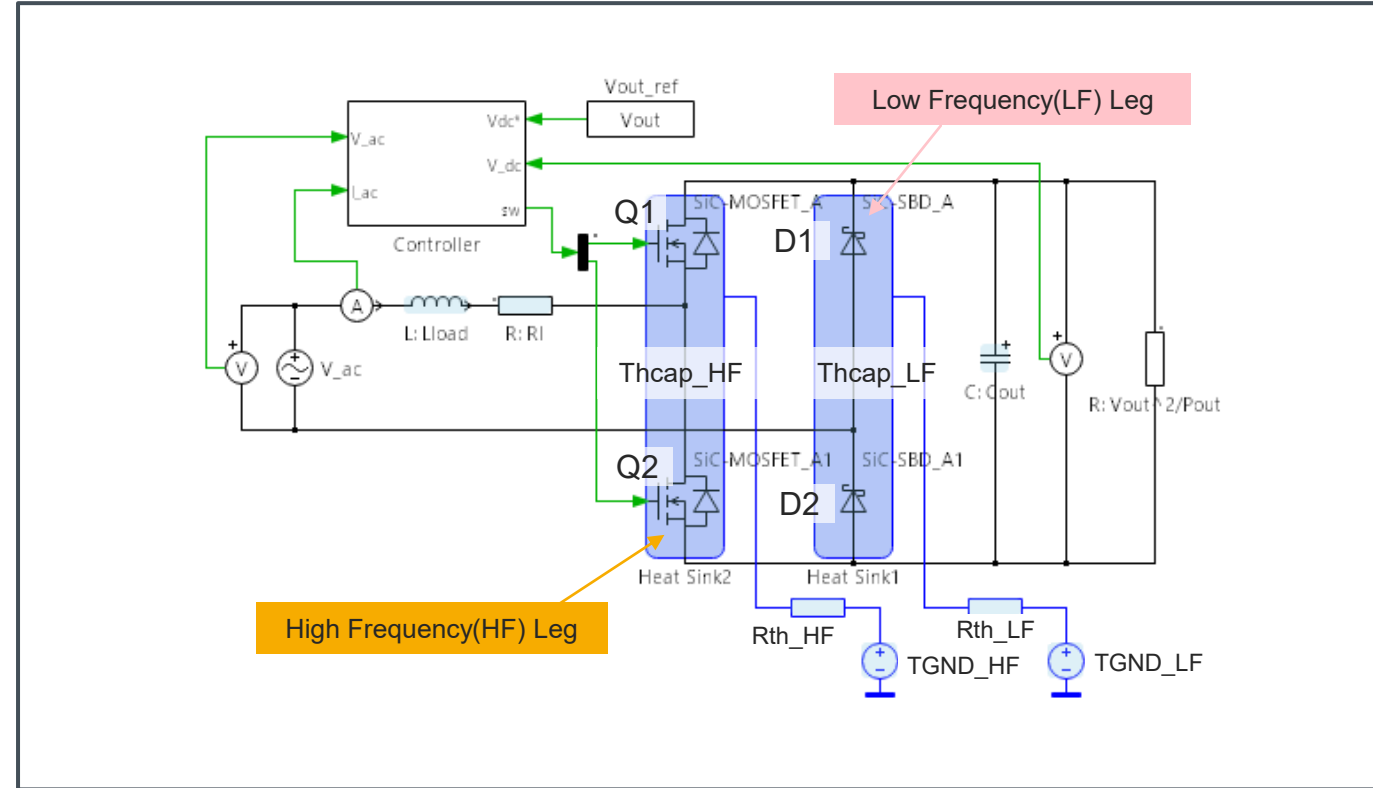 Vout_ref
Vout
Low Frequency(LF) Leg
Vdc*
V_ac
V_dc
I_ac
sw
Controller
Q1
SiC-MOSFET_A
D1
SiC-SBD_A
A
L: Lload
R: Rl
V
V_ac
Thcap_HF
Thcap_LF
C: Cout
V
R: Vout^2/Pout
Q2
SiC-MOSFET_A1
D2
SiC-SBD_A1
Heat Sink2
Heat Sink1
High Frequency(HF) Leg
Rth_HF
Rth_LF
TGND_HF
TGND_LF